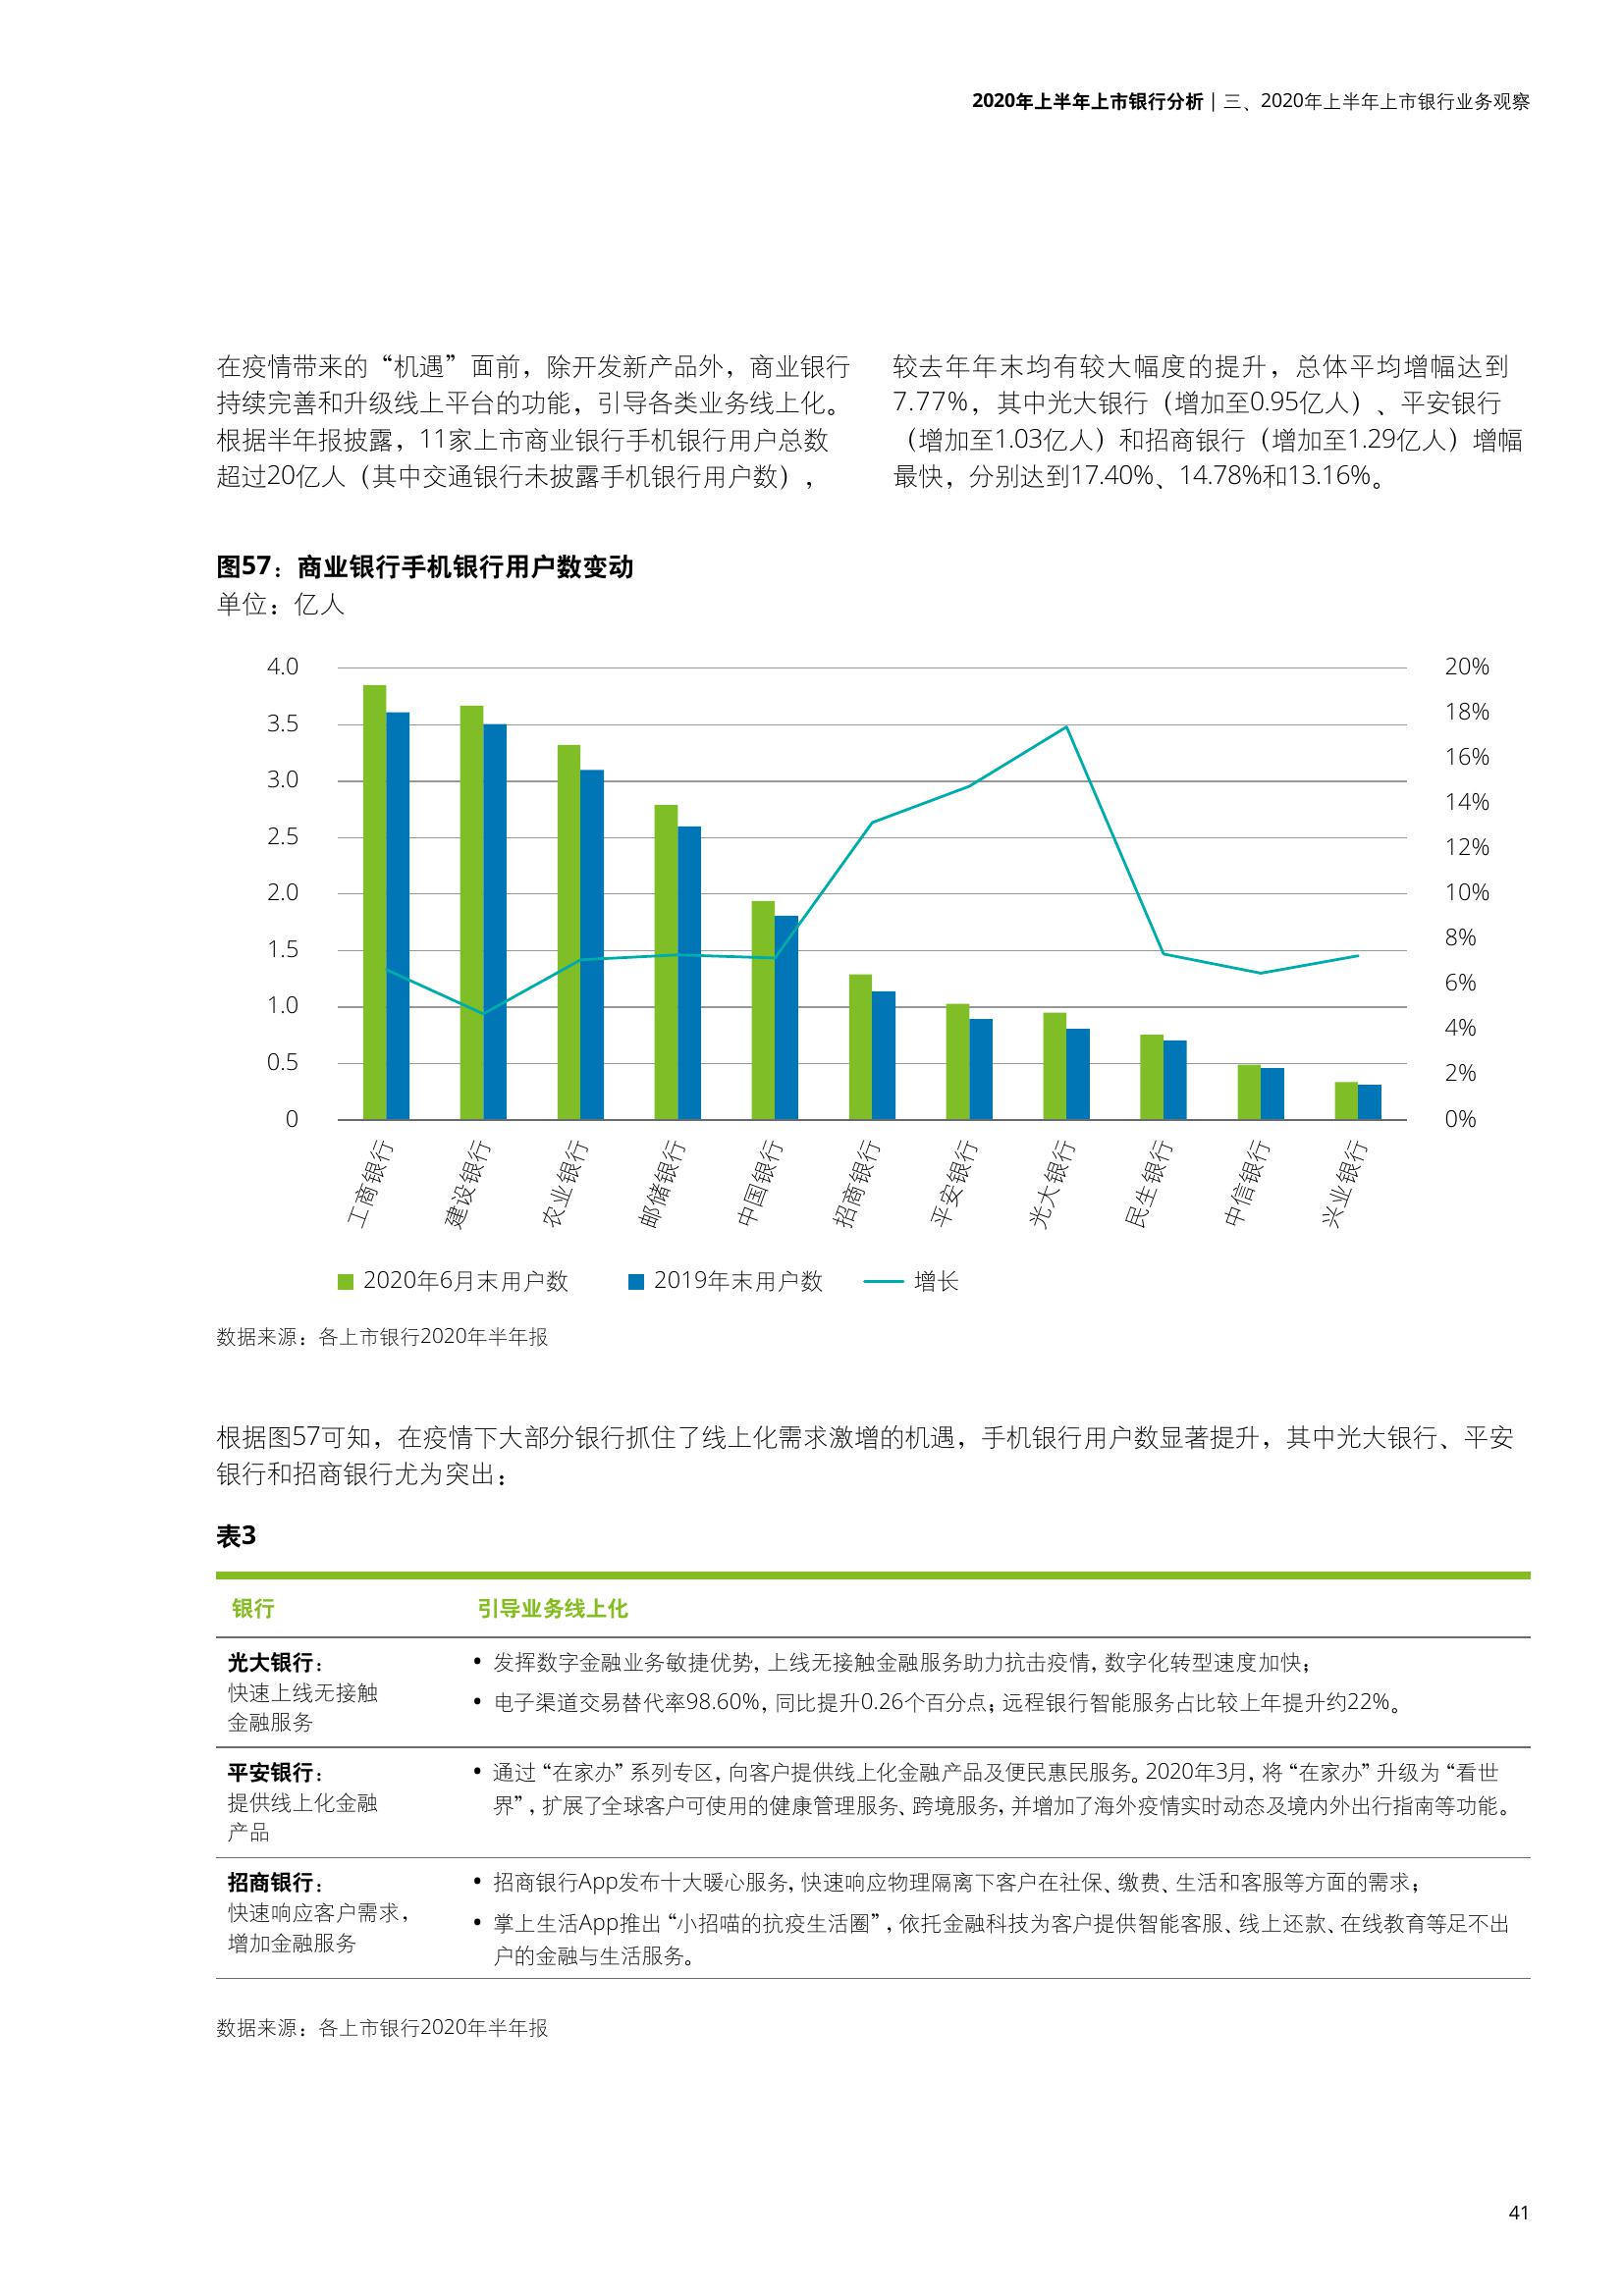 2020年上半年上市银行分析 | 三、2020年上半年上市银行业务观察
在疫情带来的“机遇”面前，除开发新产品外，商业银行
持续完善和升级线上平台的功能，引导各类业务线上化。
根据半年报披露，11家上市商业银行手机银行用户总数
超过20亿人（其中交通银行未披露手机银行用户数），
较去年年末均有较大幅度的提升，总体平均增幅达到
7.77%，其中光大银行（增加至0.95亿人）、平安银行
（增加至1.03亿人）和招商银行（增加至1.29亿人）增幅
最快，分别达到17.40%、14.78%和13.16%。
图57：商业银行手机银行用户数变动
单位：亿人
4.0
3.5
3.0
2.5
2.0
1.5
1.0
0.5
0
20%
18%
16%
14%
12%
10%
8%
6%
4%
2%
0%
工商银行
建设银行
农业银行
邮储银行
中国银行
招商银行
平安银行
光大银行
民生银行
中信银行
兴业银行
2020年6月末用户数
2019年末用户数
增长
数据来源：各上市银行2020年半年报
根据图57可知，在疫情下大部分银行抓住了线上化需求激增的机遇，手机银行用户数显著提升，其中光大银行、平安
银行和招商银行尤为突出：
表3
银行
引导业务线上化
光大银行：
快速上线无接触
金融服务
• 发挥数字金融业务敏捷优势，上线无接触金融服务助力抗击疫情，数字化转型速度加快；
• 电子渠道交易替代率98.60%，同比提升0.26个百分点；远程银行智能服务占比较上年提升约22%。
平安银行：
提供线上化金融
产品
• 通过“在家办”系列专区，向客户提供线上化金融产品及便民惠民服务。2020年3月，将“在家办”升级为“看世
界”，扩展了全球客户可使用的健康管理服务、跨境服务，并增加了海外疫情实时动态及境内外出行指南等功能。
招商银行：
快速响应客户需求，
增加金融服务
• 招商银行App发布十大暖心服务，快速响应物理隔离下客户在社保、缴费、生活和客服等方面的需求；
• 掌上生活App推出“小招喵的抗疫生活圈”，依托金融科技为客户提供智能客服、线上还款、在线教育等足不出
户的金融与生活服务。
数据来源：各上市银行2020年半年报
41